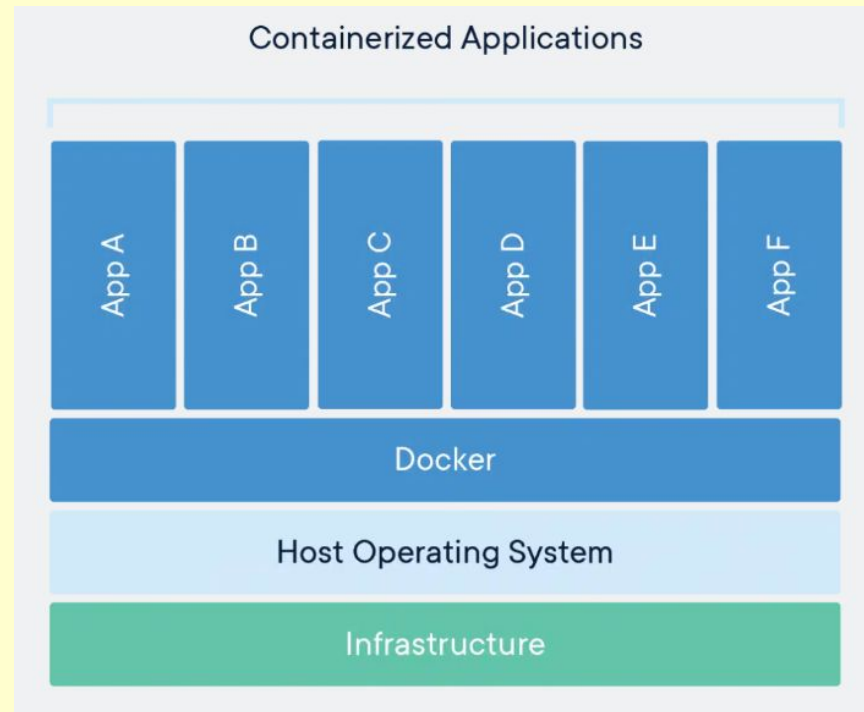 Containerized Applications
App A
App B
App C
App D
App E
App F
Docker
Host Operating System
Infrastructure